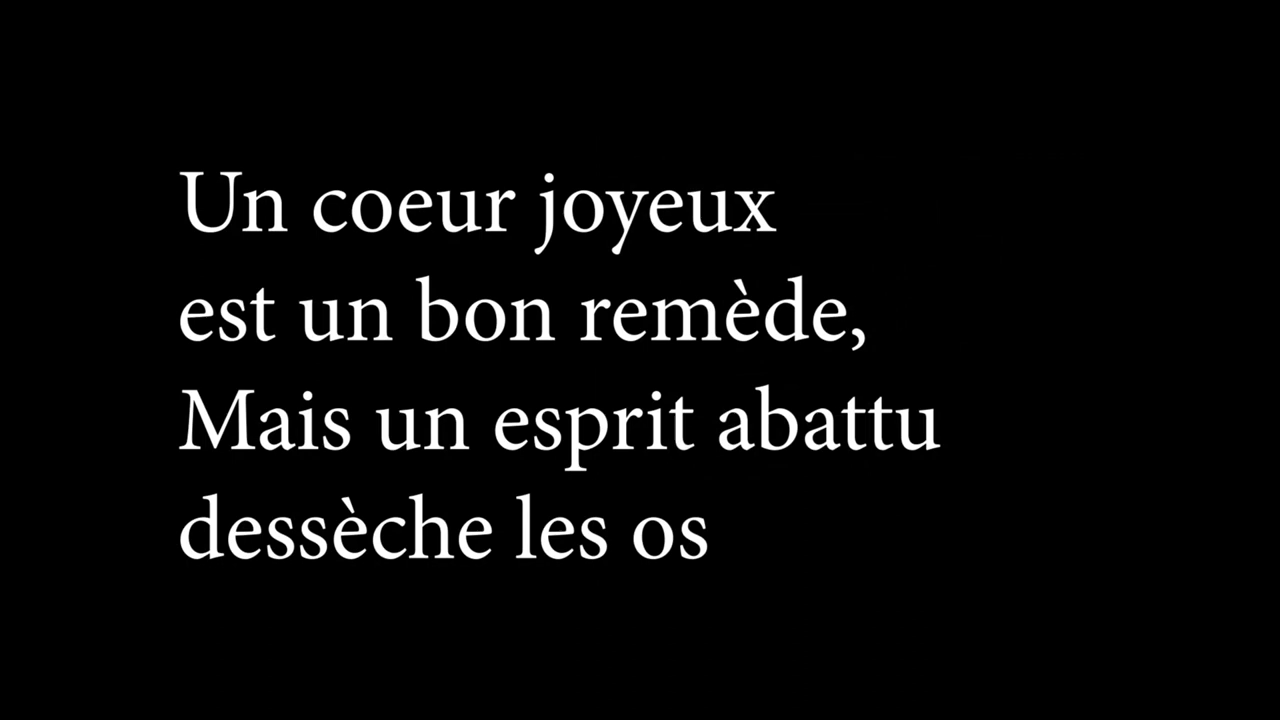 Un coeur joyeux
est un bon remède,
Mais un esprit abattu
dessèche les os